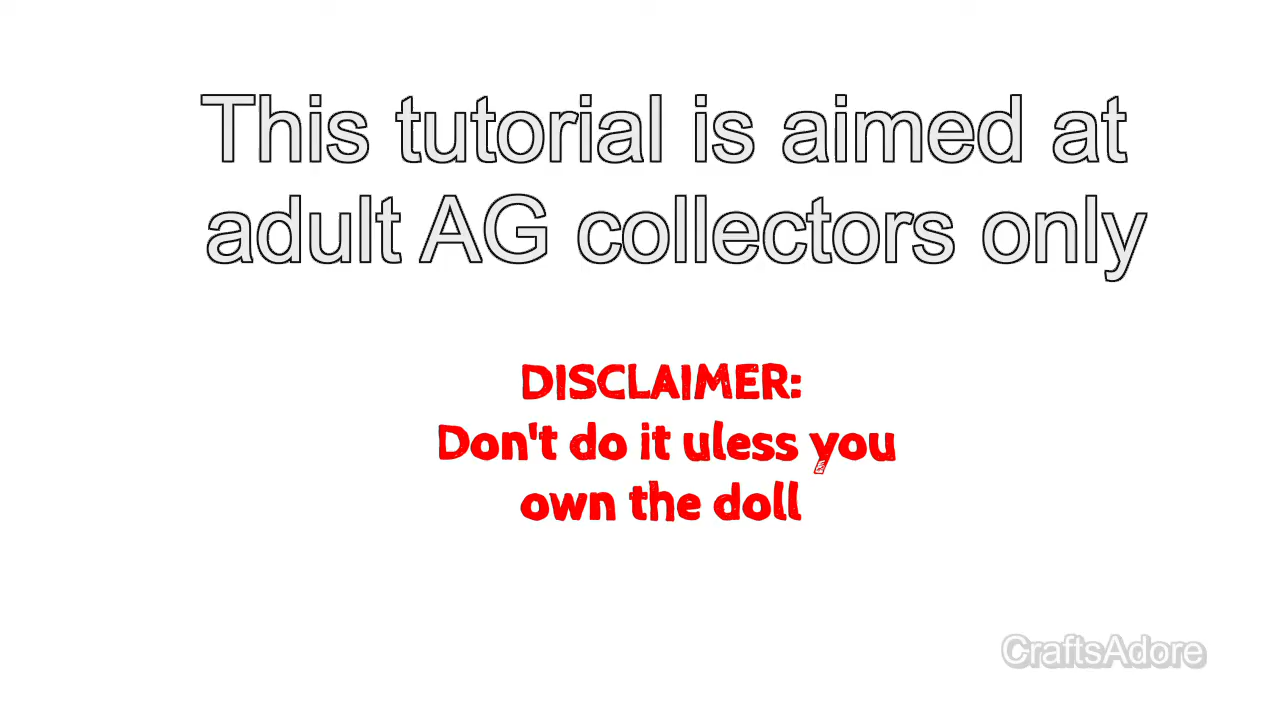 This tutorial is aimed at
adult AG collectors only
DISCLAIMER:
Don't do it uless you
own the doll
CraftsAdore